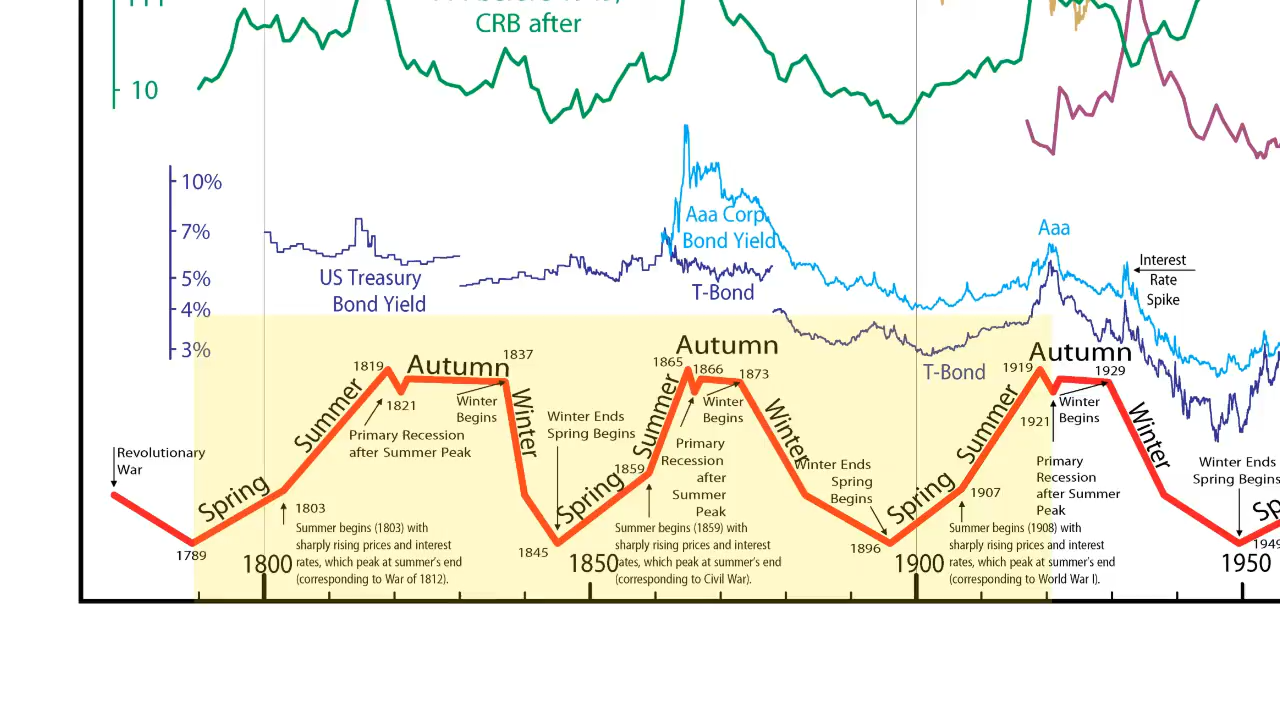 CRB after
10
10%
7%
5%
4%
3%
US Treasury
Bond Yield
Aaa Corp
Bond Yield
T-Bond
T-Bond
Aaa
Interest
Rate
Spike
Revolutionary
War
1789
Spring
1803
Summer begins (1803) with
sharply rising prices and interest
rates, which peak at summer's end
(corresponding to War of 1812).
Summer
1819
1821
Primary Recession
after Summer Peak
Autumn
1837
Winter
Begins
Winter
Winter Ends
Spring Begins
1845
Spring
1859
Summer begins (1859) with
sharply rising prices and interest
rates, which peak at summer's end
(corresponding to Civil War).
Summer
1865
1866
Primary
Recession
after
Summer
Peak
Autumn
1873
Winter
Begins
Winter
Winter Ends
Spring
Begins
1896
Spring
1907
Summer begins (1908) with
sharply rising prices and interest
rates, which peak at summer's end
(corresponding to World War I).
Summer
1919
1921
Primary
Recession
after Summer
Peak
Autumn
1929
Winter
Begins
Winter
Winter Ends
Spring Begins
1949
1800
1850
1900
1950